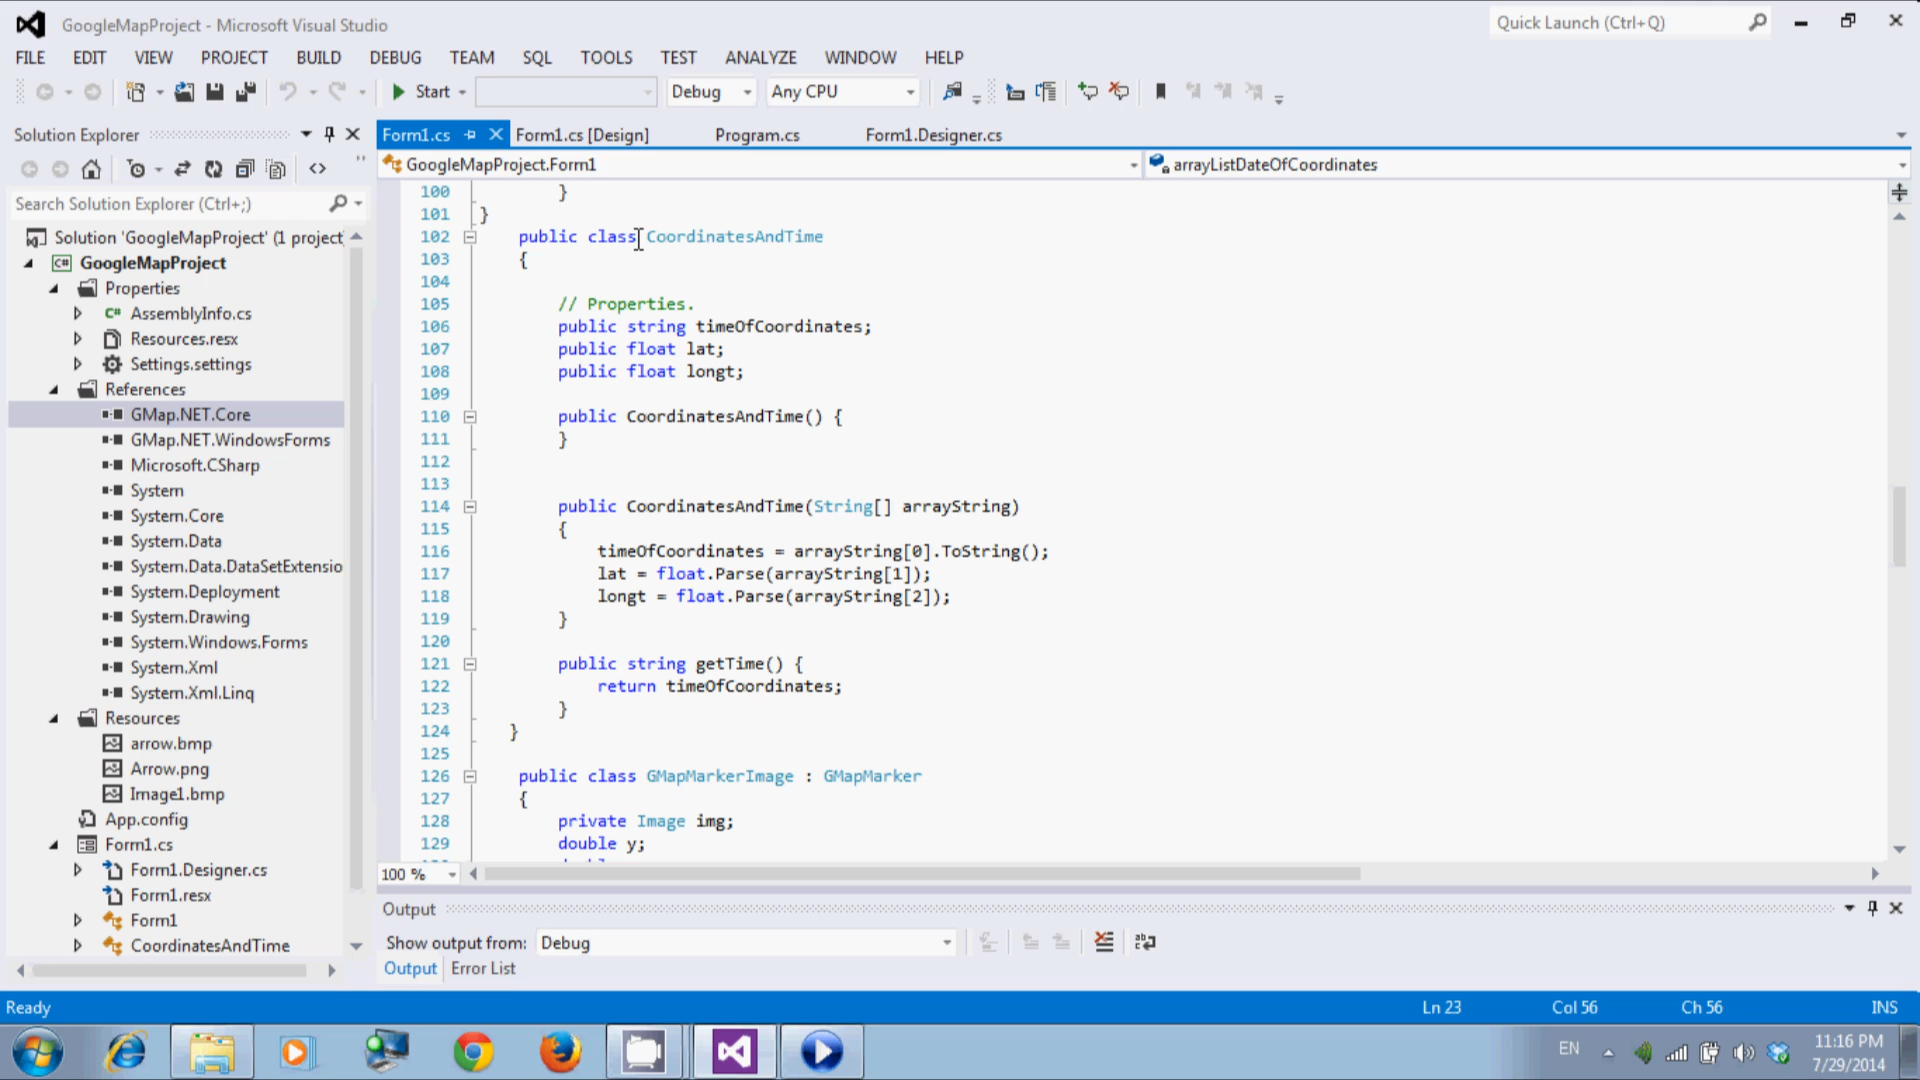 GoogleMapProject - Microsoft Visual Studio
Quick Launch (Ctrl+Q)
FILE EDIT VIEW PROJECT BUILD DEBUG TEAM SQL TOOLS TEST ANALYZE WINDOW HELP
Start Debug Any CPU
Solution Explorer
Form1.cs Form1.cs [Design] Program.cs Form1.Designer.cs
GoogleMapProject.Form1 arrayListDateOfCoordinates
Search Solution Explorer (Ctrl+;)
Solution 'GoogleMapProject' (1 project
C# GoogleMapProject
Properties
C# AssemblyInfo.cs
Resources.resx
Settings.settings
References
GMap.NET.Core
GMap.NET.WindowsForms
Microsoft.CSharp
System
System.Core
System.Data
System.Data.DataSetExtensio
System.Deployment
System.Drawing
System.Windows.Forms
System.Xml
System.Xml.Linq
Resources
arrow.bmp
Arrow.png
Image1.bmp
App.config
Form1.cs
Form1.Designer.cs
Form1.resx
Form1
CoordinatesAndTime
100 }
101 }
102 public class CoordinatesAndTime
103 {
104
105 // Properties.
106 public string timeOfCoordinates;
107 public float lat;
108 public float longt;
109
110 public CoordinatesAndTime() {
111 }
112
113
114 public CoordinatesAndTime(String[] arrayString)
115 {
116 timeOfCoordinates = arrayString[0].ToString();
117 lat = float.Parse(arrayString[1]);
118 longt = float.Parse(arrayString[2]);
119 }
120
121 public string getTime() {
122 return timeOfCoordinates;
123 }
124 }
125
126 public class GMapMarkerImage : GMapMarker
127 {
128 private Image img;
129 double y;
100 %
Output
Show output from: Debug
Output Error List
Ready Ln 23 Col 56 Ch 56 INS
EN 11:16 PM
7/29/2014